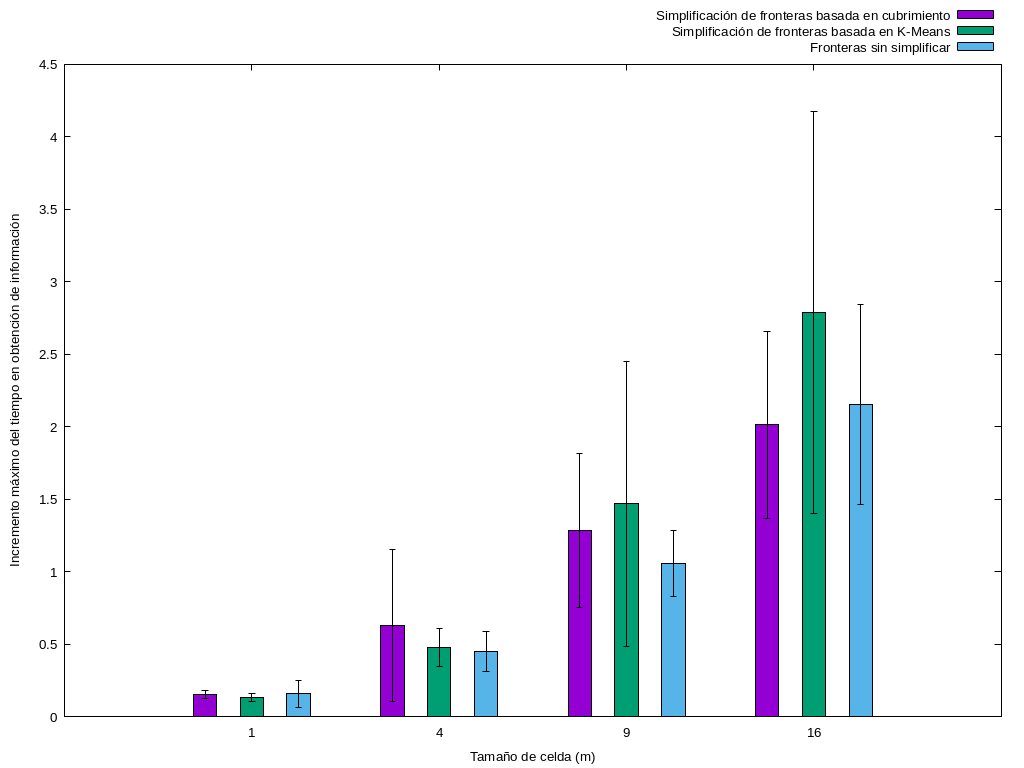 Simplificación de fronteras basada en cubrimiento
Simplificación de fronteras basada en K-Means
Fronteras sin simplificar
4.5
4
3.5
3
2.5
2
1.5
1
0.5
0
Incremento máximo del tiempo en obtención de información
1 4 9 16
Tamaño de celda (m)